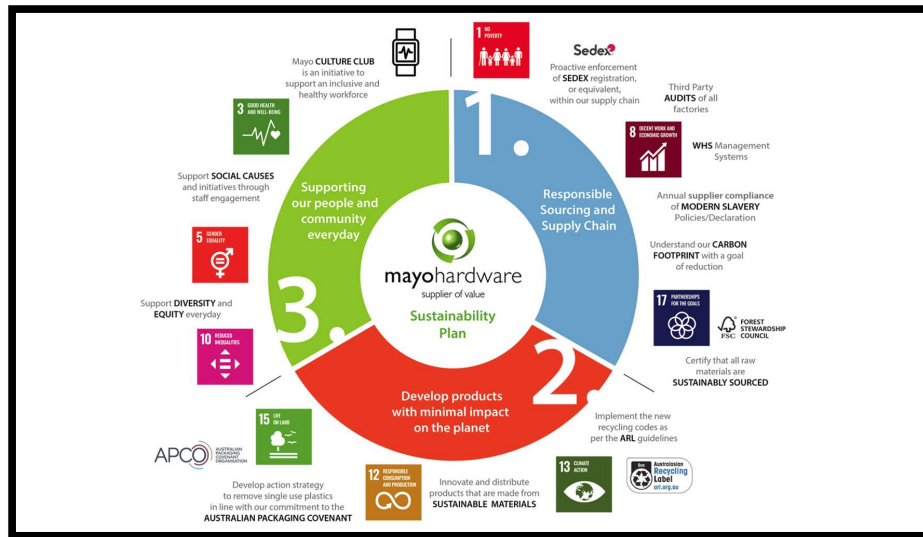 1 NO
POVERTY
Sedex
Proactive enforcement
of SEDEX registration,
or equivalent,
within our supply chain
Third Party
AUDITS of all
factories
8 DECENT WORK AND
ECONOMIC GROWTH
WHS Management
Systems
Annual supplier compliance
of MODERN SLAVERY
Policies/Declaration
Understand our CARBON
FOOTPRINT with a goal
of reduction
17 PARTNERSHIPS
FOR THE GOALS
FSC
FOREST
STEWARDSHIP
COUNCIL
Certify that all raw
materials are
SUSTAINABLY SOURCED
1.
Responsible
Sourcing and
Supply Chain
mayohardware
supplier of value
Sustainability
Plan
2.
Develop products
with minimal impact
on the planet
Implement the new
recycling codes as
per the ARL guidelines
13 CLIMATE
ACTION
Box
Australasian
Recycling
Label
arl.org.au
Innovate and distribute
products that are made from
SUSTAINABLE MATERIALS
12 RESPONSIBLE
CONSUMPTION
AND PRODUCTION
15 LIFE
ON LAND
APCO
AUSTRALIAN
PACKAGING
COVENANT
ORGANISATION
Develop action strategy
to remove single use plastics
in line with our commitment to the
AUSTRALIAN PACKAGING COVENANT
3.
Supporting
our people and
community
everyday
Mayo CULTURE CLUB
is an initiative to
support an inclusive and
healthy workforce
3 GOOD HEALTH
AND WELL-BEING
Support SOCIAL CAUSES
and initiatives through
staff engagement
5 GENDER
EQUALITY
Support DIVERSITY and
EQUITY everyday
10 REDUCED
INEQUALITIES